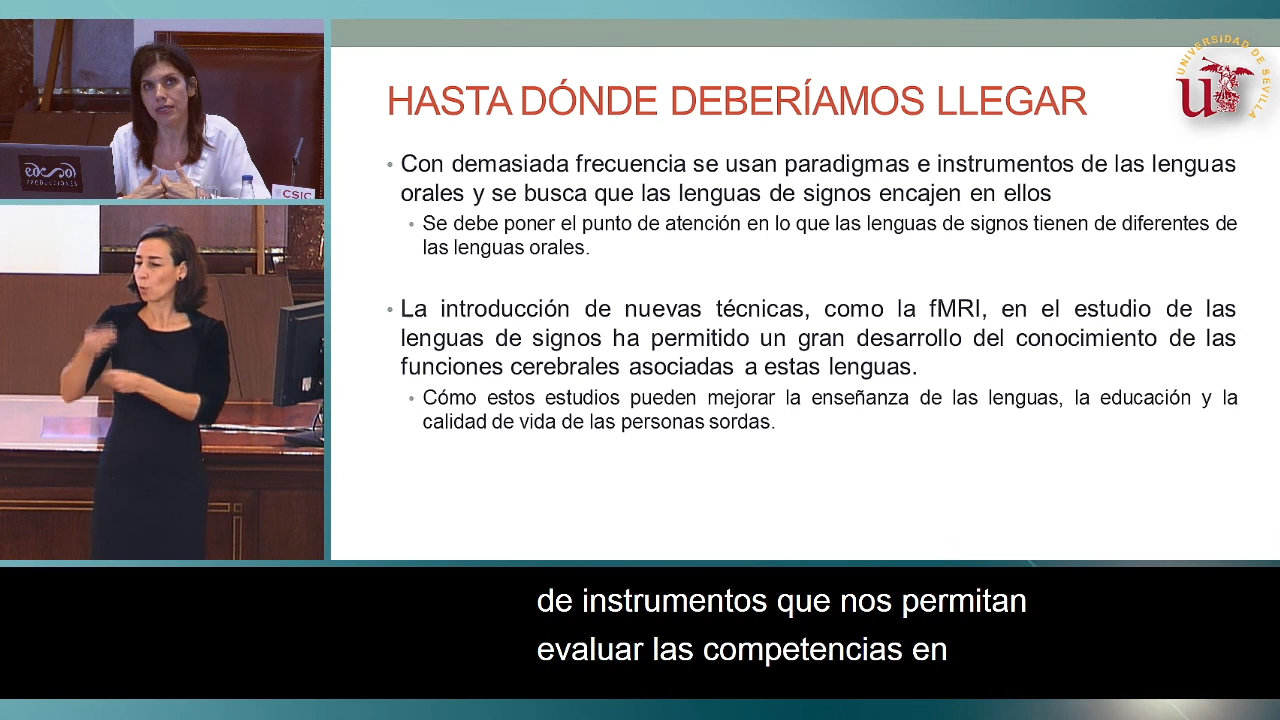 HASTA DÓNDE DEBERÍAMOS LLEGAR
UNIVERSIDAD DE SEVILLA
us
• Con demasiada frecuencia se usan paradigmas e instrumentos de las lenguas
orales y se busca que las lenguas de signos encajen en ellos
• Se debe poner el punto de atención en lo que las lenguas de signos tienen de diferentes de
las lenguas orales.
• La introducción de nuevas técnicas, como la fMRI, en el estudio de las
lenguas de signos ha permitido un gran desarrollo del conocimiento de las
funciones cerebrales asociadas a estas lenguas.
• Cómo estos estudios pueden mejorar la enseñanza de las lenguas, la educación y la
calidad de vida de las personas sordas.
PRODUCCIONES
CSIC
de instrumentos que nos permitan
evaluar las competencias en